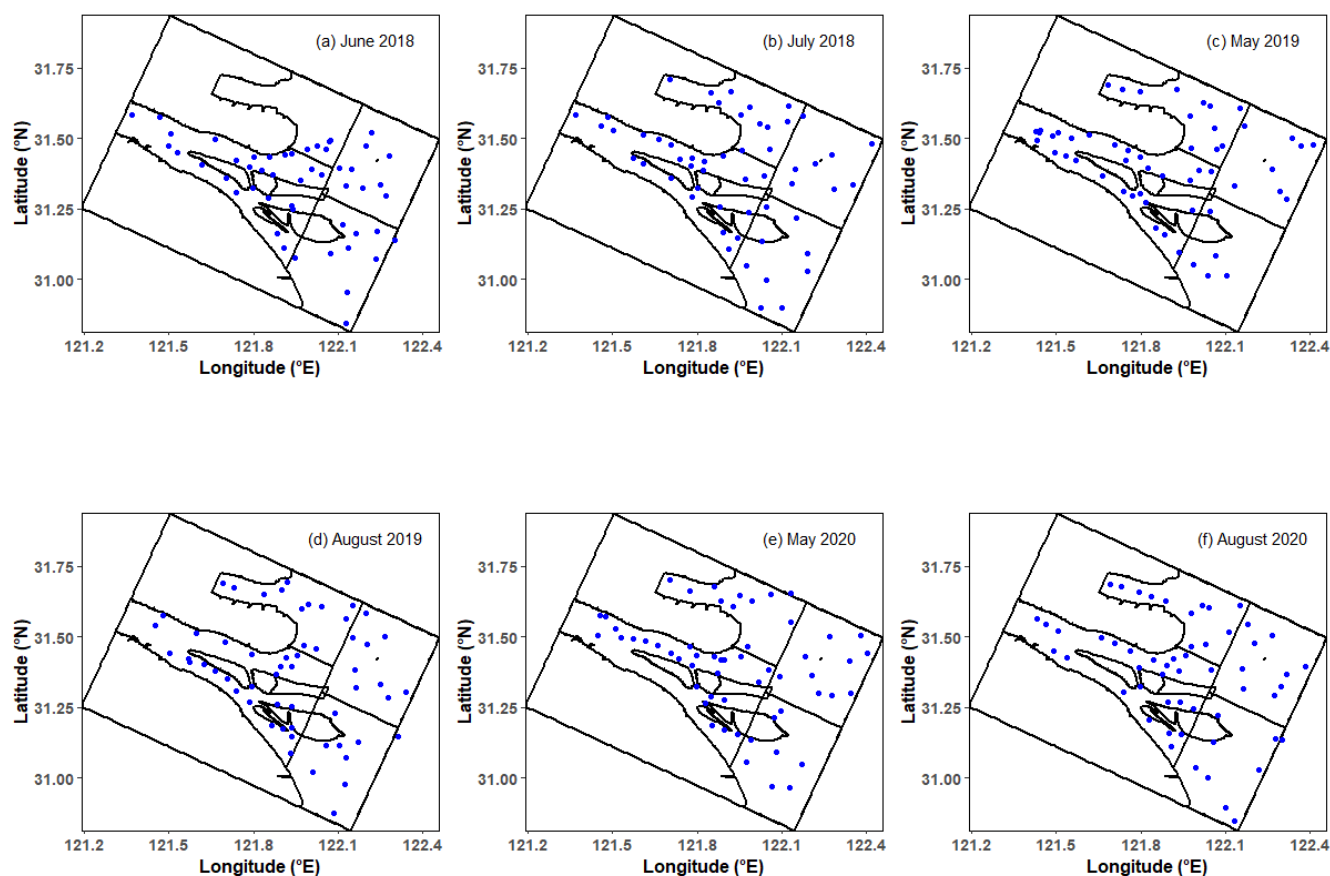 (a) June 2018
(b) July 2018
(c) May 2019
31.75
31.50
31.25
31.00
Latitude (°N)
121.2 121.5 121.8 122.1 122.4
Longitude (°E)
31.75
31.50
31.25
31.00
Latitude (°N)
121.2 121.5 121.8 122.1 122.4
Longitude (°E)
31.75
31.50
31.25
31.00
Latitude (°N)
121.2 121.5 121.8 122.1 122.4
Longitude (°E)
(d) August 2019
(e) May 2020
(f) August 2020
31.75
31.50
31.25
31.00
Latitude (°N)
121.2 121.5 121.8 122.1 122.4
Longitude (°E)
31.75
31.50
31.25
31.00
Latitude (°N)
121.2 121.5 121.8 122.1 122.4
Longitude (°E)
31.75
31.50
31.25
31.00
Latitude (°N)
121.2 121.5 121.8 122.1 122.4
Longitude (°E)